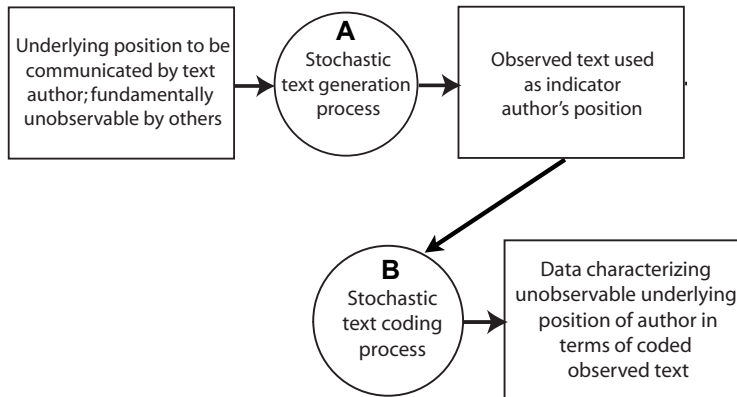 Underlying position to be
communicated by text
author; fundamentally
unobservable by others
A
Stochastic
text generation
process
Observed text used
as indicator
author's position
B
Stochastic
text coding
process
Data characterizing
unobservable underlying
position of author in
terms of coded
observed text